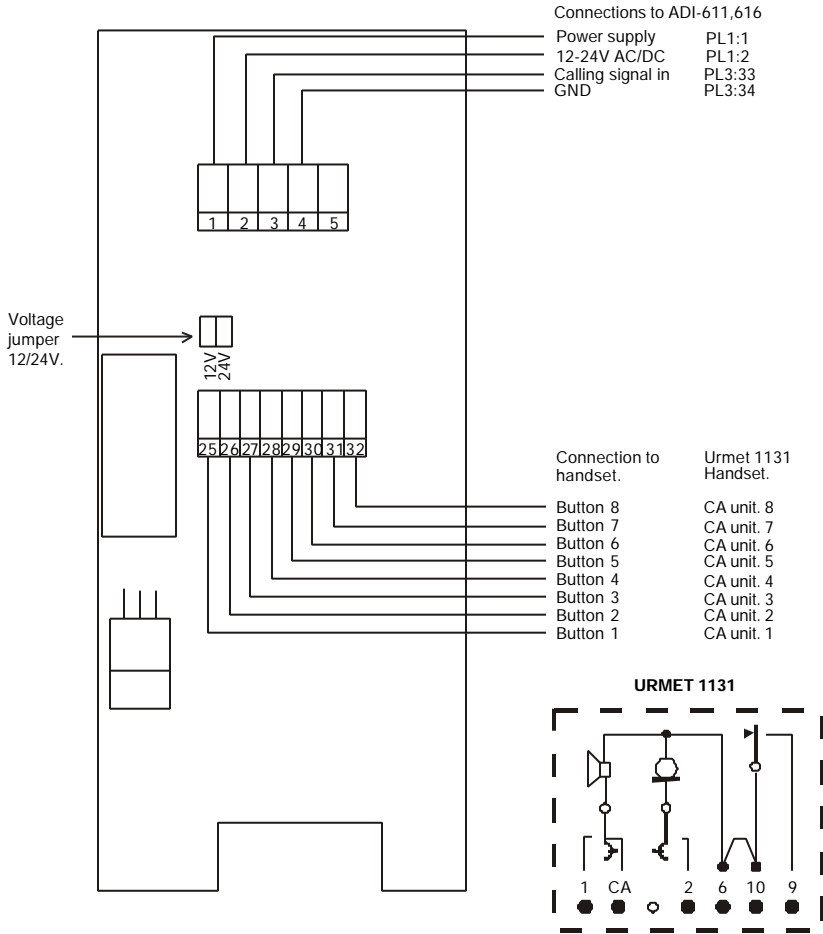 Connections to ADI-611,616
Power supply PL1:1
12-24V AC/DC PL1:2
Calling signal in PL3:33
GND PL3:34
1 2 3 4 5
Voltage
jumper
12/24V.
12V
24V
25 26 27 28 29 30 31 32
Connection to Urmet 1131
handset. Handset.
Button 8 CA unit. 8
Button 7 CA unit. 7
Button 6 CA unit. 6
Button 5 CA unit. 5
Button 4 CA unit. 4
Button 3 CA unit. 3
Button 2 CA unit. 2
Button 1 CA unit. 1
URMET 1131
1 CA 2 6 10 9